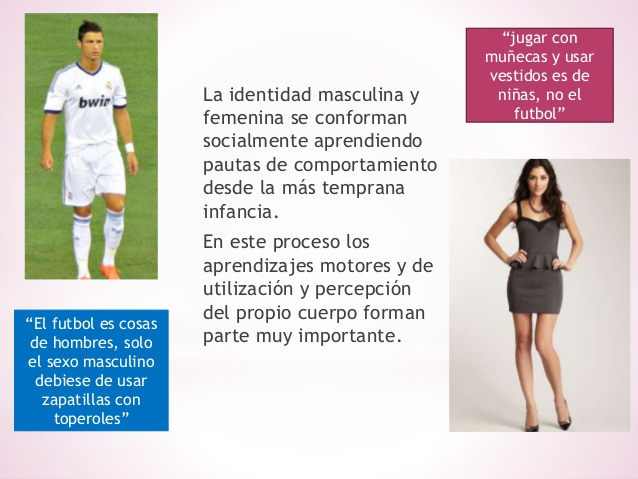 “jugar con
muñecas y usar
vestidos es de
niñas, no el
futbol”
bwin
La identidad masculina y
femenina se conforman
socialmente aprendiendo
pautas de comportamiento
desde la más temprana
infancia.
En este proceso los
aprendizajes motores y de
utilización y percepción
del propio cuerpo forman
parte muy importante.
“El futbol es cosas
de hombres, solo
el sexo masculino
debiese de usar
zapatillas con
toperoles”